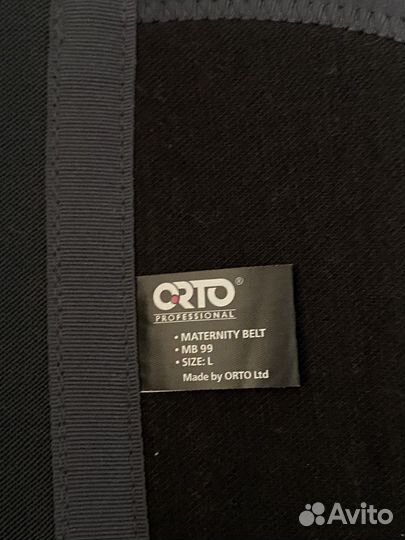 ORTO®
PROFESSIONAL
• MATERNITY BELT
• MB 99
• SIZE: L
Made by ORTO Ltd
Avito